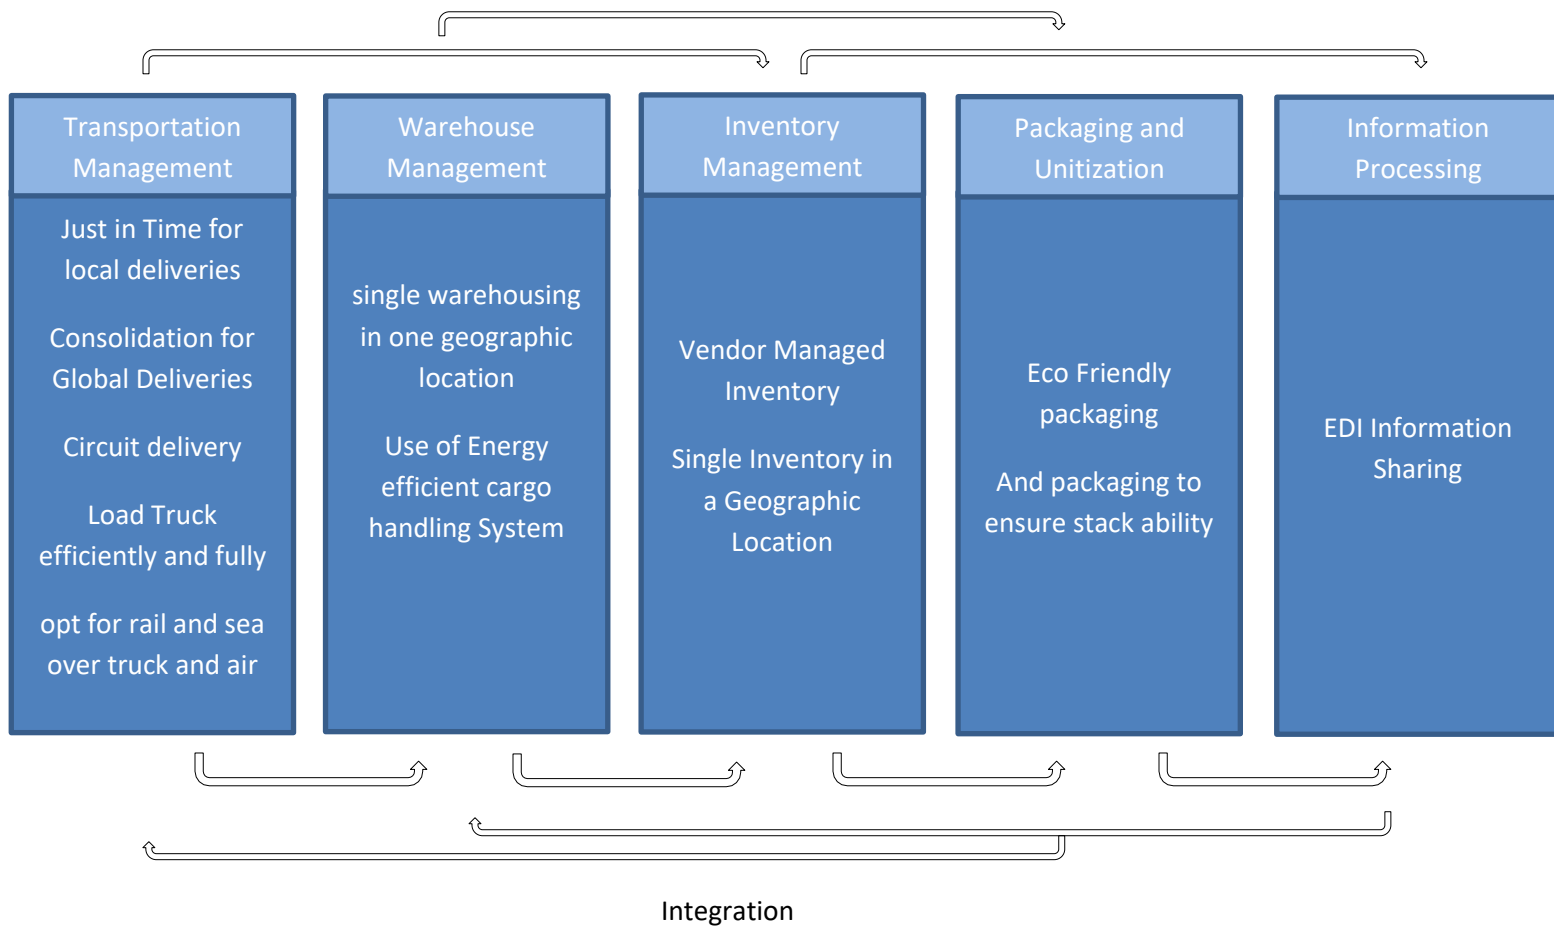 Transportation
Management
Just in Time for
local deliveries
Consolidation for
Global Deliveries
Circuit delivery
Load Truck
efficiently and fully
opt for rail and sea
over truck and air
Warehouse
Management
single warehousing
in one geographic
location
Use of Energy
efficient cargo
handling System
Inventory
Management
Vendor Managed
Inventory
Single Inventory in
a Geographic
Location
Packaging and
Unitization
Eco Friendly
packaging
And packaging to
ensure stack ability
Information
Processing
EDI Information
Sharing
Integration